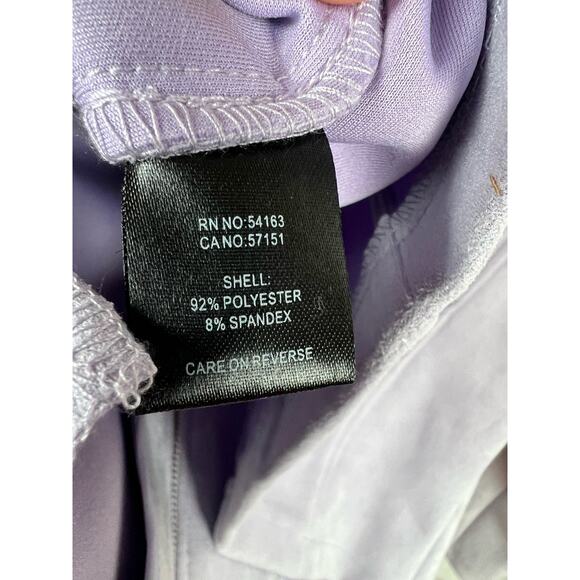 RN NO:54163
CA NO:57151
SHELL:
92% POLYESTER
8% SPANDEX
CARE ON REVERSE